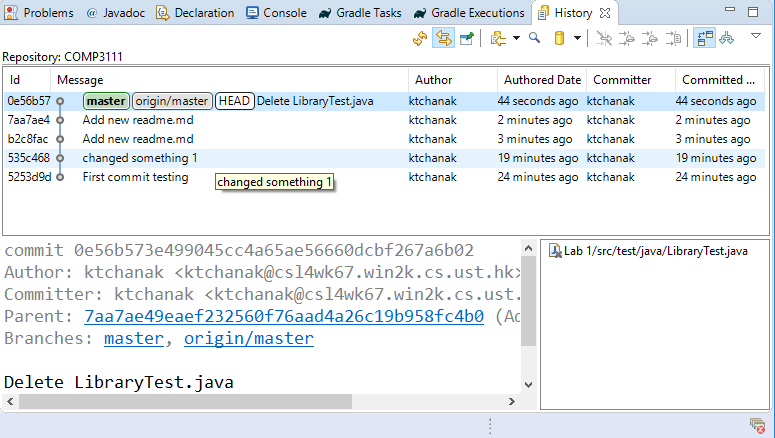 Problems @ Javadoc Declaration Console Gradle Tasks Gradle Executions History
Repository: COMP3111
Id Message Author Authored Date Committer Committed ...
0e56b57 master origin/master HEAD Delete LibraryTest.java ktchanak 44 seconds ago ktchanak 44 seconds ago
7aa7ae4 Add new readme.md ktchanak 2 minutes ago ktchanak 2 minutes ago
b2c8fac Add new readme.md ktchanak 3 minutes ago ktchanak 3 minutes ago
535c468 changed something 1 ktchanak 19 minutes ago ktchanak 19 minutes ago
5253d9d First commit testing ktchanak 24 minutes ago ktchanak 24 minutes ago
changed something 1
commit 0e56b573e499045cc4a65ae56660dcbf267a6b02
Author: ktchanak <ktchanak@csl4wk67.win2k.cs.ust.hk>
Committer: ktchanak <ktchanak@csl4wk67.win2k.cs.ust.
Parent: 7aa7ae49eaef232560f76aad4a26c19b958fc4b0 (Ad
Branches: master, origin/master
Delete LibraryTest.java
Lab 1/src/test/java/LibraryTest.java